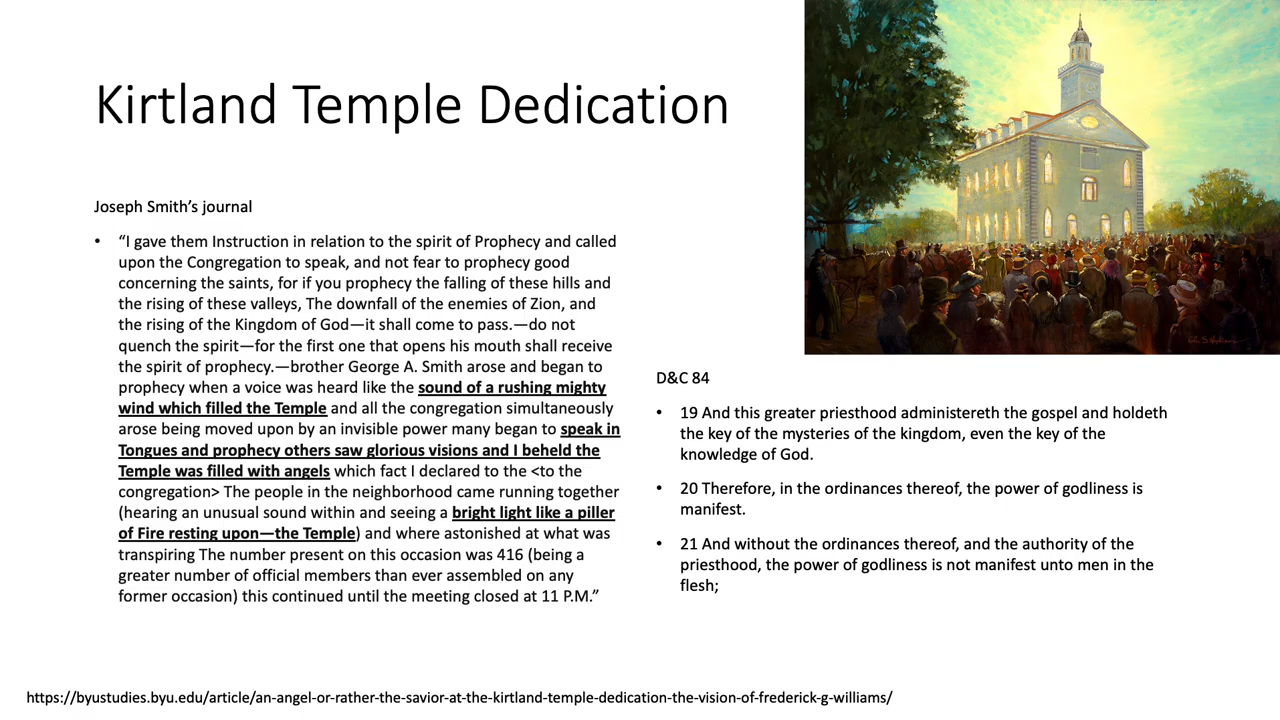 Kirtland Temple Dedication
Joseph Smith’s journal
• “I gave them Instruction in relation to the spirit of Prophecy and called
upon the Congregation to speak, and not fear to prophecy good
concerning the saints, for if you prophecy the falling of these hills and
the rising of these valleys, The downfall of the enemies of Zion, and
the rising of the Kingdom of God—it shall come to pass.—do not
quench the spirit—for the first one that opens his mouth shall receive
the spirit of prophecy.—brother George A. Smith arose and began to
prophecy when a voice was heard like the sound of a rushing mighty
wind which filled the Temple and all the congregation simultaneously
arose being moved upon by an invisible power many began to speak in
Tongues and prophecy others saw glorious visions and I beheld the
Temple was filled with angels which fact I declared to the <to the
congregation> The people in the neighborhood came running together
(hearing an unusual sound within and seeing a bright light like a piller
of Fire resting upon—the Temple) and where astonished at what was
transpiring The number present on this occasion was 416 (being a
greater number of official members than ever assembled on any
former occasion) this continued until the meeting closed at 11 P.M.”
D&C 84
• 19 And this greater priesthood administereth the gospel and holdeth
the key of the mysteries of the kingdom, even the key of the
knowledge of God.
• 20 Therefore, in the ordinances thereof, the power of godliness is
manifest.
• 21 And without the ordinances thereof, and the authority of the
priesthood, the power of godliness is not manifest unto men in the
flesh;
https://byustudies.byu.edu/article/an-angel-or-rather-the-savior-at-the-kirtland-temple-dedication-the-vision-of-frederick-g-williams/